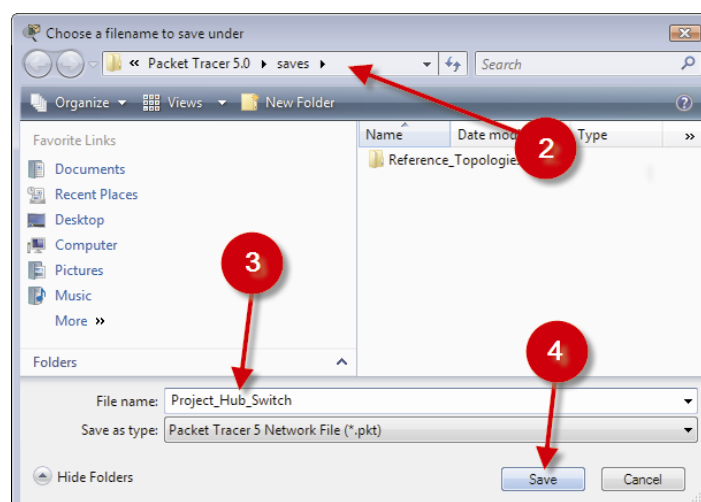 Choose a filename to save under
« Packet Tracer 5.0 ▸ saves ▸ Search
Organize Views New Folder
Favorite Links
Name Date mod Type »
Documents
Reference_Topologie
Recent Places
Desktop
Computer
Pictures
Music
More »
Folders
File name: Project_Hub_Switch
Save as type: Packet Tracer 5 Network File (*.pkt)
Hide Folders Save Cancel
2
3
4